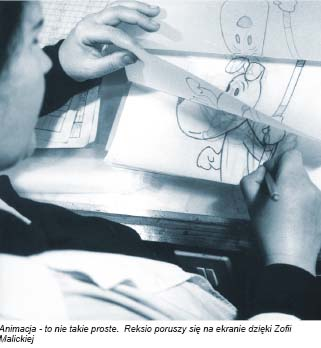 Animacja - to nie takie proste.  Reksio poruszy się na ekranie dzięki Zofii
Malickiej